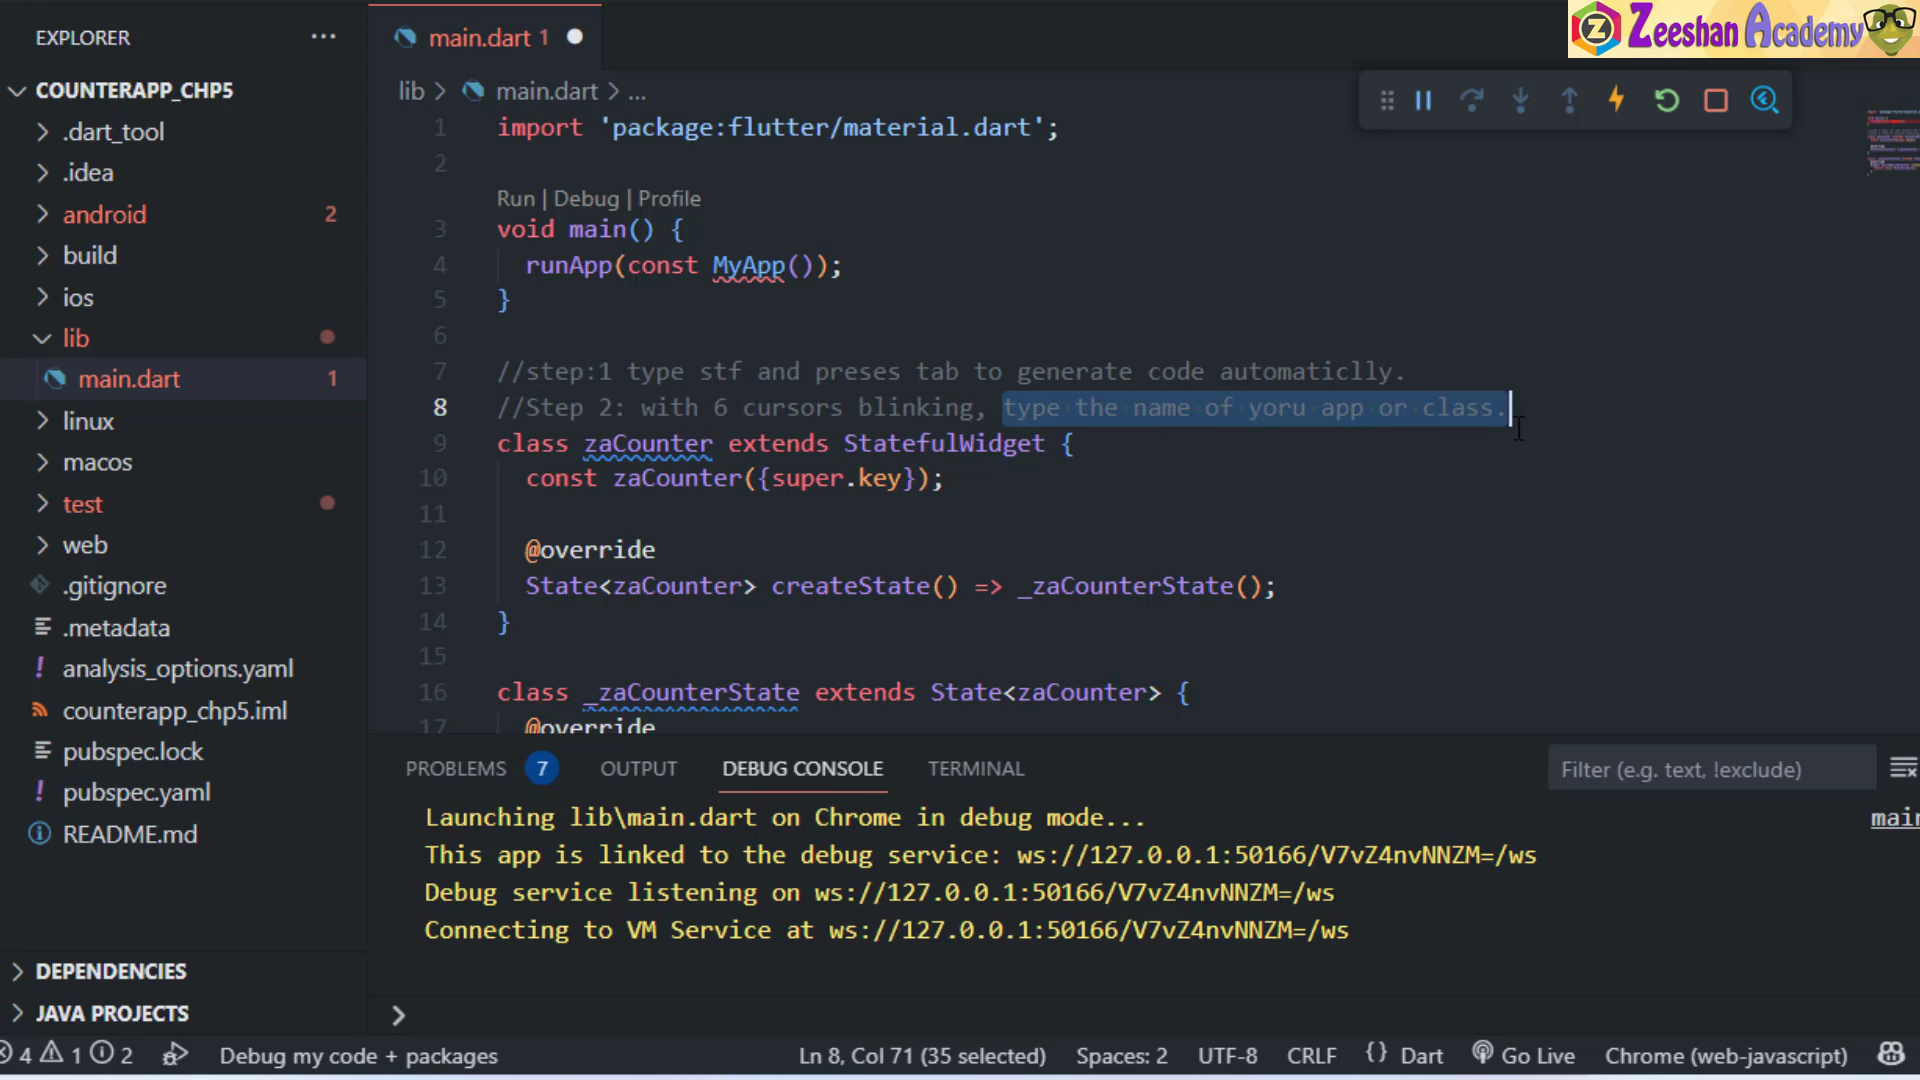 EXPLORER ...
COUNTERAPP_CHP5
.dart_tool
.idea
android 2
build
ios
lib
main.dart 1
linux
macos
test
web
.gitignore
.metadata
! analysis_options.yaml
counterapp_chp5.iml
pubspec.lock
! pubspec.yaml
README.md
DEPENDENCIES
JAVA PROJECTS
main.dart 1
Z Zeeshan Academy
lib > main.dart > ...
1 import 'package:flutter/material.dart';
2
Run | Debug | Profile
3 void main() {
4 runApp(const MyApp());
5 }
6
7 //step:1 type stf and preses tab to generate code automaticlly.
8 //Step 2: with 6 cursors blinking, type the name of yoru app or class.
9 class zaCounter extends StatefulWidget {
10 const zaCounter({super.key});
11
12 @override
13 State<zaCounter> createState() => _zaCounterState();
14 }
15
16 class _zaCounterState extends State<zaCounter> {
17 @override
PROBLEMS 7 OUTPUT DEBUG CONSOLE TERMINAL Filter (e.g. text, !exclude)
Launching lib\main.dart on Chrome in debug mode...
This app is linked to the debug service: ws://127.0.0.1:50166/V7vZ4nvNNZM=/ws
Debug service listening on ws://127.0.0.1:50166/V7vZ4nvNNZM=/ws
Connecting to VM Service at ws://127.0.0.1:50166/V7vZ4nvNNZM=/ws
>
4 1 2 Debug my code + packages Ln 8, Col 71 (35 selected) Spaces: 2 UTF-8 CRLF {} Dart Go Live Chrome (web-javascript)